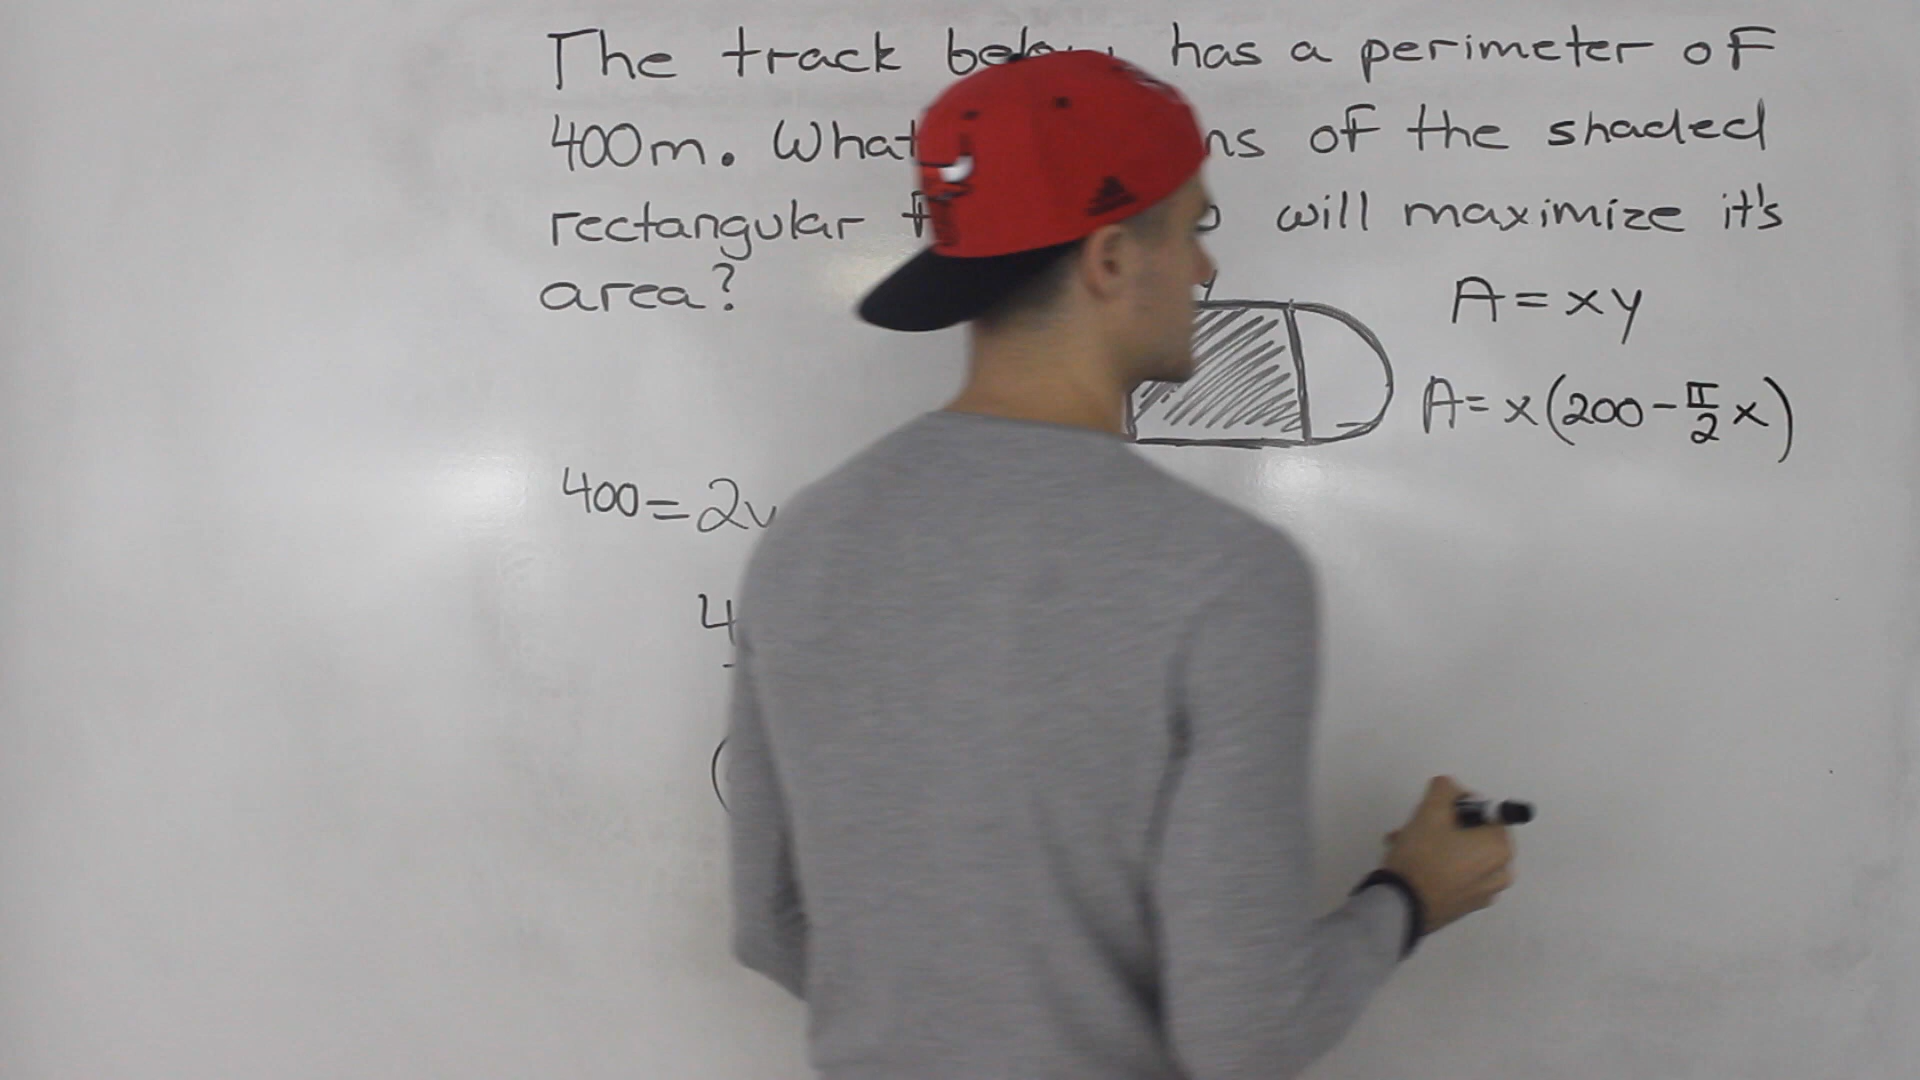 The track below has a perimeter of
400m. What of the shaded
rectangular will maximize it's
area?
y
A = xy
A = x(200 - π/2 x)
400 = 2
4
(